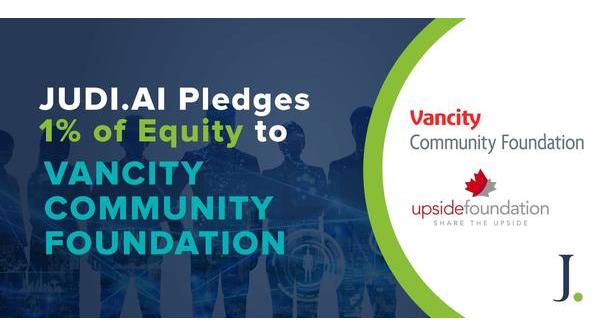 JUDI.AI Pledges
1% of Equity to
VANCITY
COMMUNITY
FOUNDATION
Vancity
Community Foundation
upsidefoundation
SHARE THE UPSIDE
J.